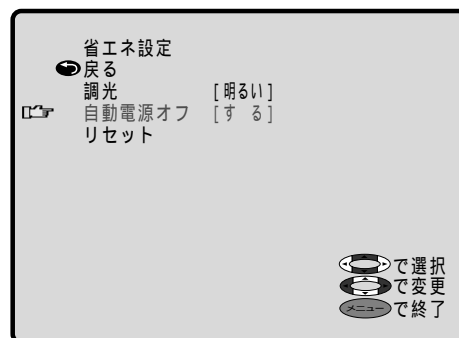 省エネ設定
戻る
調光 [明るい]
自動電源オフ [す る]
リセット
で選択
で変更
メニュー で終了